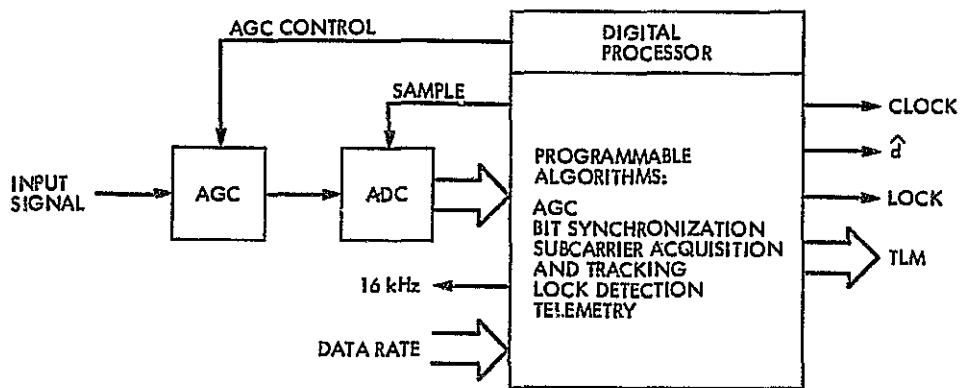 AGC CONTROL
DIGITAL
PROCESSOR
SAMPLE
CLOCK
d̂
PROGRAMMABLE
ALGORITHMS:
INPUT
SIGNAL
AGC
ADC
LOCK
AGC
BIT SYNCHRONIZATION
SUBCARRIER ACQUISITION
AND TRACKING
LOCK DETECTION
TELEMETRY
TLM
16 kHz
DATA RATE